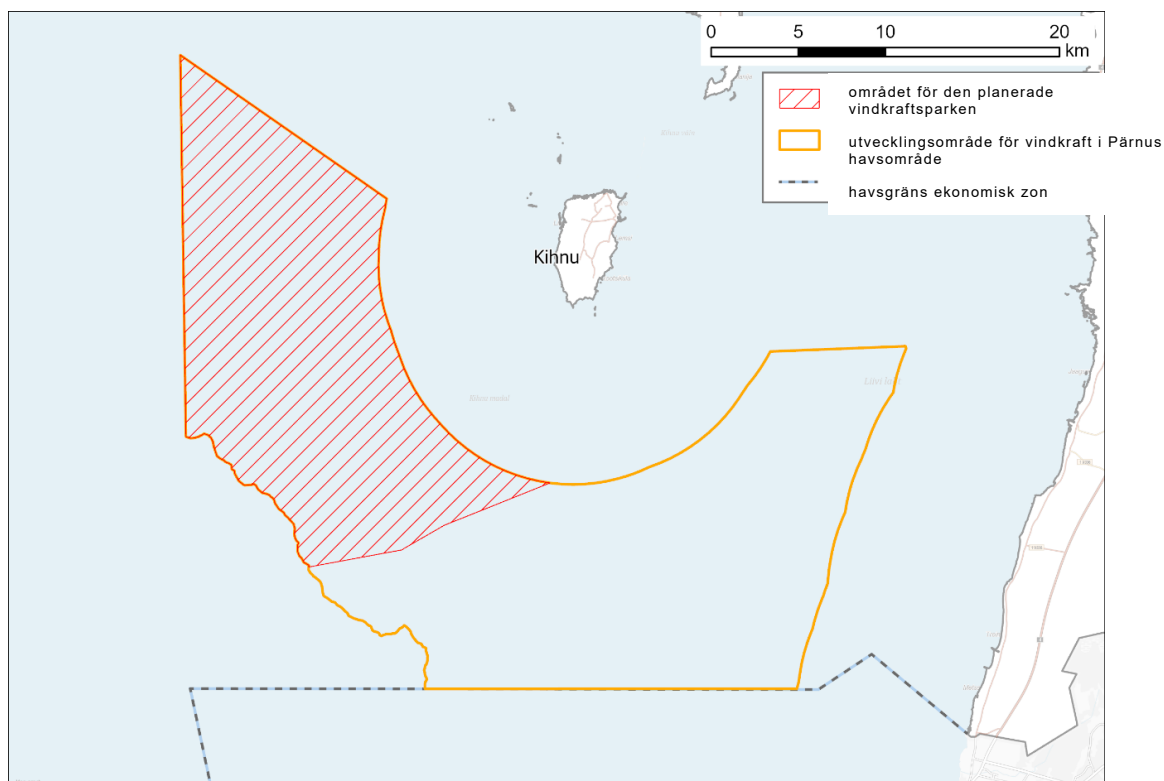 0
5
10
20
km
området för den planerade
vindkraftsparken
utvecklingsområde för vindkraft i Pärnus
havsområde
havsgräns ekonomisk zon
Kihnu